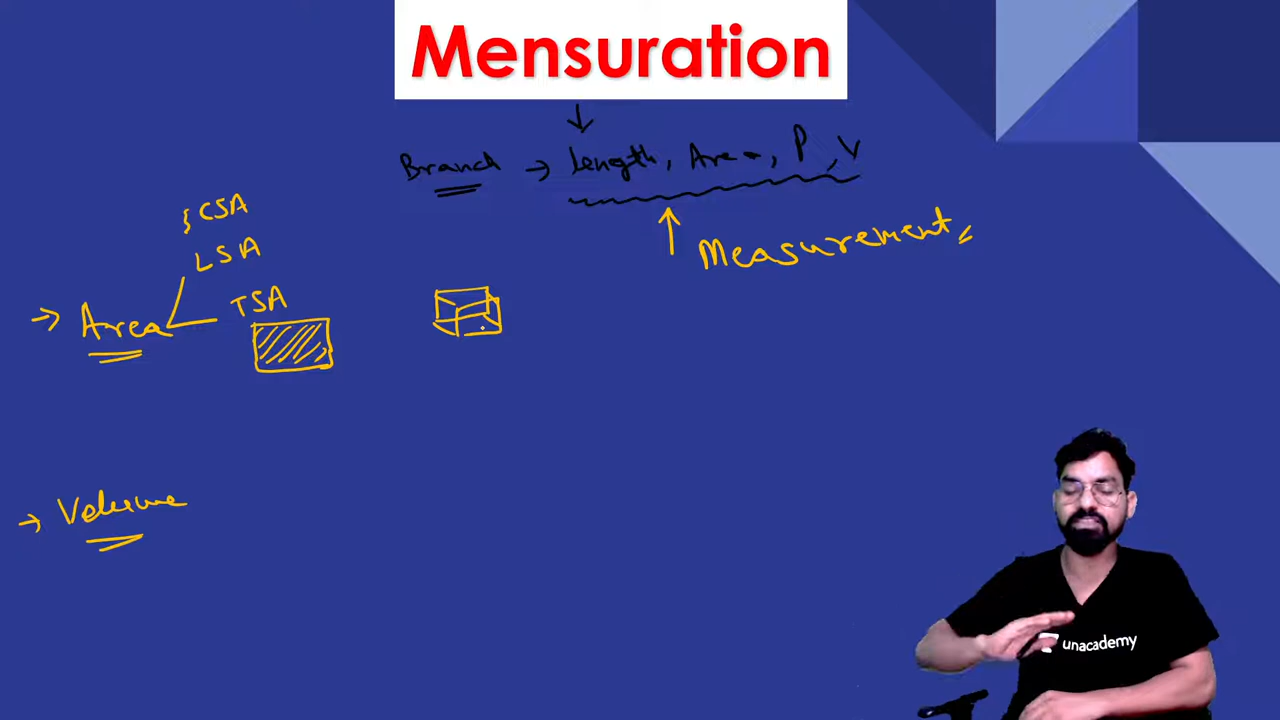 Mensuration
Branch → length, Area, P, V
Measurement
CSA
LSA
→ Area
TSA
→ Volume
unacademy